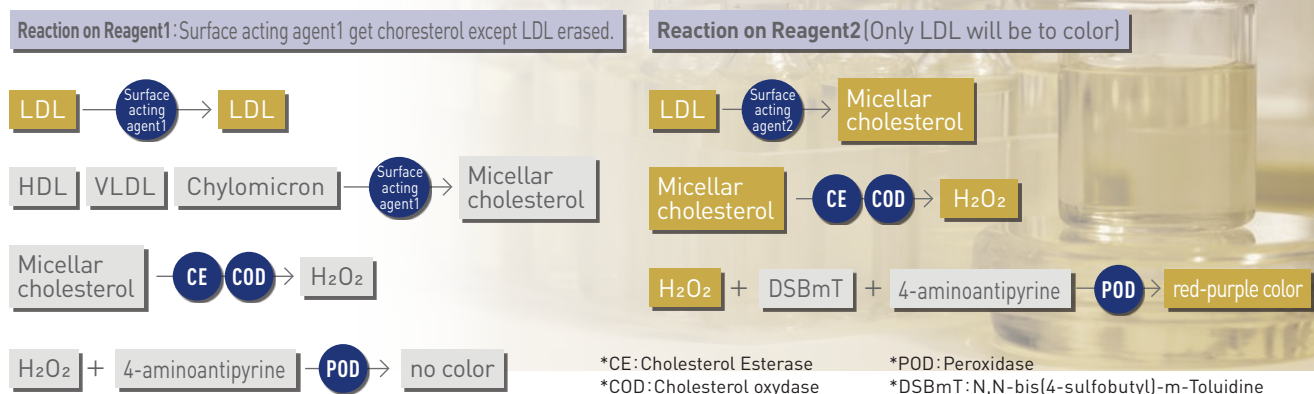 Reaction on Reagent1:Surface acting agent1 get choresterol except LDL erased.
LDL
Surface
acting
agent1
LDL
HDL
VLDL
Chylomicron
Surface
acting
agent1
Micellar
cholesterol
Micellar
cholesterol
CE
COD
H₂O₂
H₂O₂
+
4-aminoantipyrine
POD
no color
Reaction on Reagent2(Only LDL will be to color)
LDL
Surface
acting
agent2
Micellar
cholesterol
Micellar
cholesterol
CE
COD
H₂O₂
H₂O₂
+
DSBmT
+
4-aminoantipyrine
POD
red-purple color
*CE:Cholesterol Esterase
*COD:Cholesterol oxydase
*POD:Peroxidase
*DSBmT:N,N-bis(4-sulfobutyl)-m-Toluidine